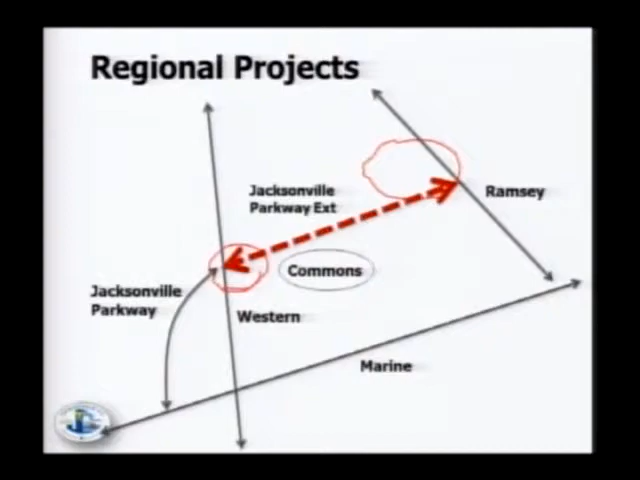 Regional Projects
Jacksonville
Parkway Ext
Ramsey
Commons
Jacksonville
Parkway
Western
Marine